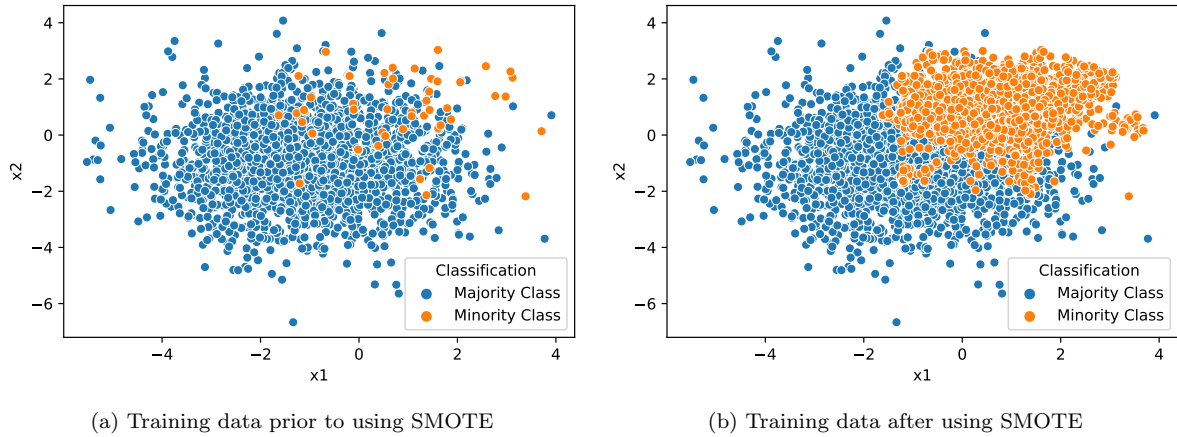 4
2
0
−2
−4
−6
x2
Classification
Majority Class
Minority Class
−4
−2
0
2
4
x1
(a) Training data prior to using SMOTE
4
2
0
−2
−4
−6
x2
Classification
Majority Class
Minority Class
−4
−2
0
2
4
x1
(b) Training data after using SMOTE